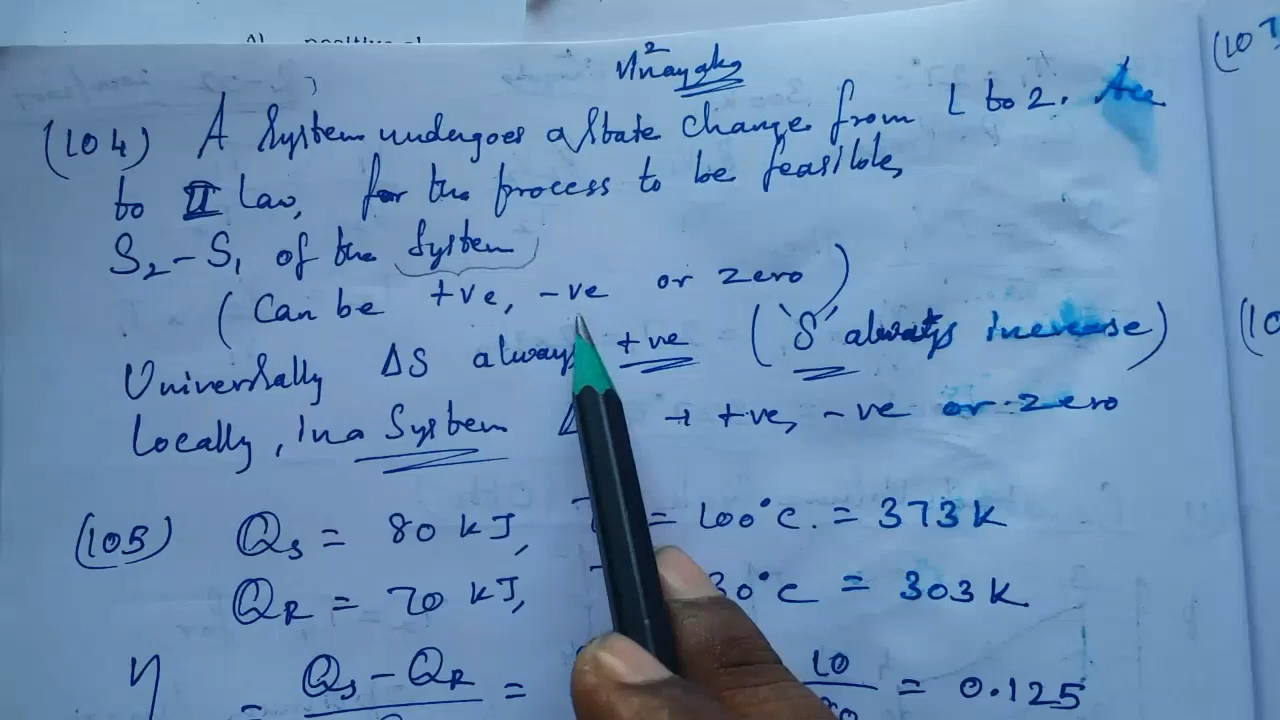 (104) A System undergoes a State change from 1 to 2. Acc
to II Law, for the process to be feasible,
S2 - S1 of the System
(Can be +ve, -ve or zero)
Universally ΔS always +ve ('S' always increase)
Locally, In a System → +ve, -ve or zero
(105) Qs = 80 kJ, = 100°C. = 373K
QR = 70 kJ, 30°C = 303K
η = Qs - QR = 10 = 0.125
(10